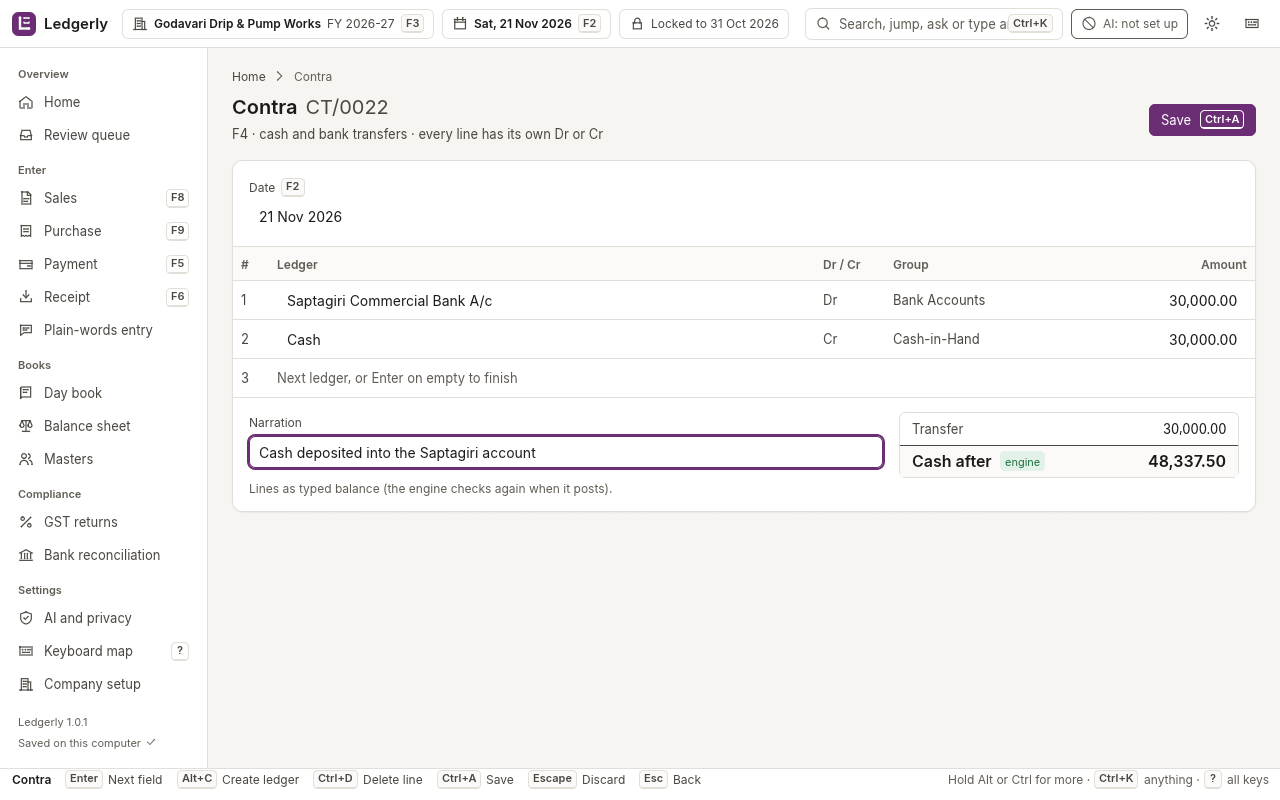 Ledgerly
Godavari Drip & Pump Works FY 2026-27 F3
Sat, 21 Nov 2026 F2
Locked to 31 Oct 2026
Search, jump, ask or type a Ctrl+K
AI: not set up
Overview
Home
Review queue
Enter
Sales F8
Purchase F9
Payment F5
Receipt F6
Plain-words entry
Books
Day book
Balance sheet
Masters
Compliance
GST returns
Bank reconciliation
Settings
AI and privacy
Keyboard map ?
Company setup
Ledgerly 1.0.1
Saved on this computer
Home Contra
Contra CT/0022
F4 · cash and bank transfers · every line has its own Dr or Cr
Save Ctrl+A
Date F2
21 Nov 2026
# Ledger Dr / Cr Group Amount
1 Saptagiri Commercial Bank A/c Dr Bank Accounts 30,000.00
2 Cash Cr Cash-in-Hand 30,000.00
3 Next ledger, or Enter on empty to finish
Narration
Cash deposited into the Saptagiri account
Lines as typed balance (the engine checks again when it posts).
Transfer 30,000.00
Cash after engine 48,337.50
Contra Enter Next field Alt+C Create ledger Ctrl+D Delete line Ctrl+A Save Escape Discard Esc Back
Hold Alt or Ctrl for more · Ctrl+K anything · ? all keys